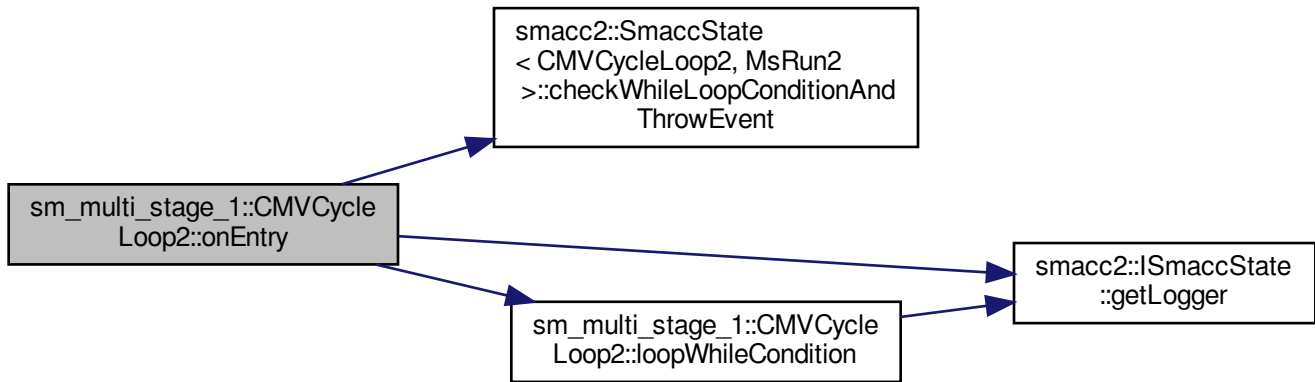 smacc2::SmaccState
< CMVCycleLoop2, MsRun2
>::checkWhileLoopConditionAnd
ThrowEvent
sm_multi_stage_1::CMVCycle
Loop2::onEntry
smacc2::ISmaccState
::getLogger
sm_multi_stage_1::CMVCycle
Loop2::loopWhileCondition